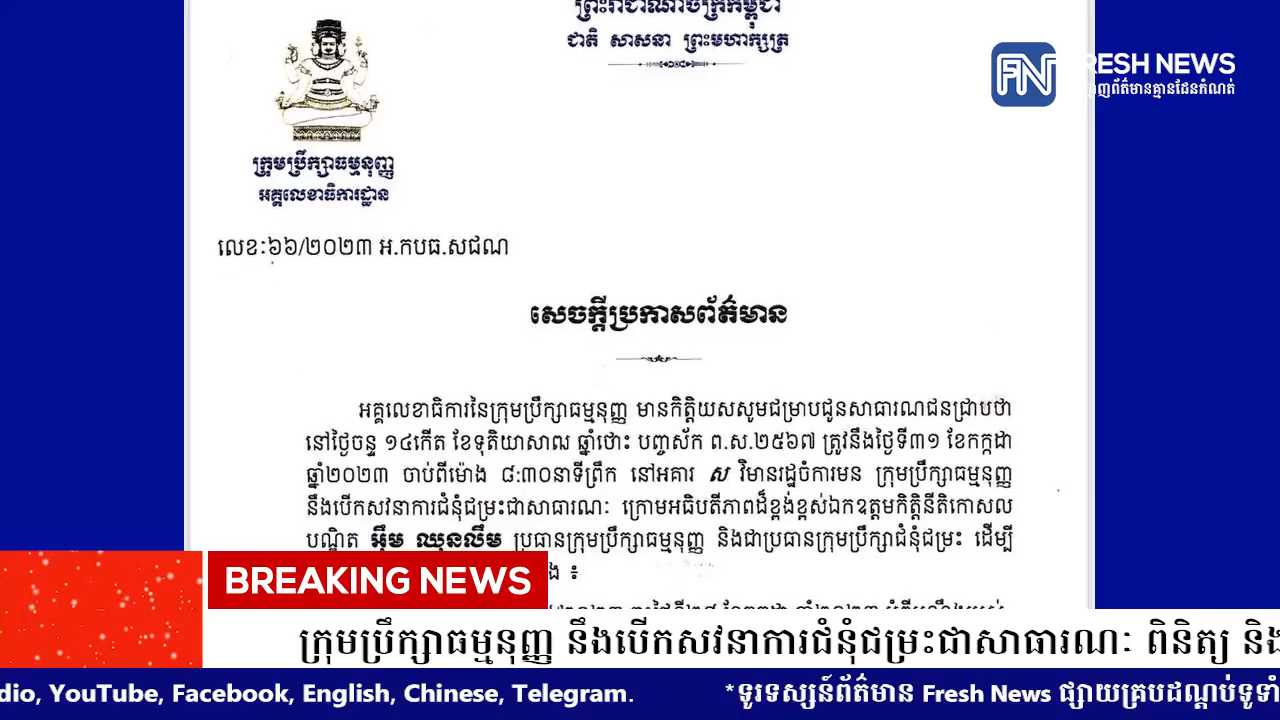 ព្រះរាជាណាចក្រកម្ពុជា
ជាតិ សាសនា ព្រះមហាក្សត្រ
FN
RESH NEWS
ញព័ត៌មានគ្មានដែនកំណត់
ក្រុមប្រឹក្សាធម្មនុញ្ញ
អគ្គលេខាធិការដ្ឋាន
លេខៈ៦៦/២០២៣ អ.កបធ.សជណ
សេចក្តីប្រកាសព័ត៌មាន
អគ្គលេខាធិការនៃក្រុមប្រឹក្សាធម្មនុញ្ញ មានកិត្តិយសសូមជម្រាបជូនសាធារណជនជ្រាបថា
នៅថ្ងៃចន្ទ ១៤កើត ខែទុតិយាសាឍ ឆ្នាំថោះ បញ្ចស័ក ព.ស.២៥៦៧ ត្រូវនឹងថ្ងៃទី៣១ ខែកក្កដា
ឆ្នាំ២០២៣ ចាប់ពីម៉ោង ៨:៣០នាទីព្រឹក នៅអគារ ស វិមានរដ្ឋចំការមន ក្រុមប្រឹក្សាធម្មនុញ្ញ
នឹងបើកសវនាការជំនុំជម្រះជាសាធារណៈ ក្រោមអធិបតីភាពដ៏ខ្ពង់ខ្ពស់ឯកឧត្តមកិត្តិនីតិកោសល
បណ្ឌិត អ៊ឹម ឈុនលឹម ប្រធានក្រុមប្រឹក្សាធម្មនុញ្ញ និងជាប្រធានក្រុមប្រឹក្សាជំនុំជម្រះ ដើម្បី
ង ៖
BREAKING NEWS
ក្រុមប្រឹក្សាធម្មនុញ្ញ នឹងបើកសវនាការជំនុំជម្រះជាសាធារណៈ ពិនិត្យ និង
dio, YouTube, Facebook, English, Chinese, Telegram. *ទូរទស្សន៍ព័ត៌មាន Fresh News ផ្សាយគ្របដណ្តប់ទូទាំ